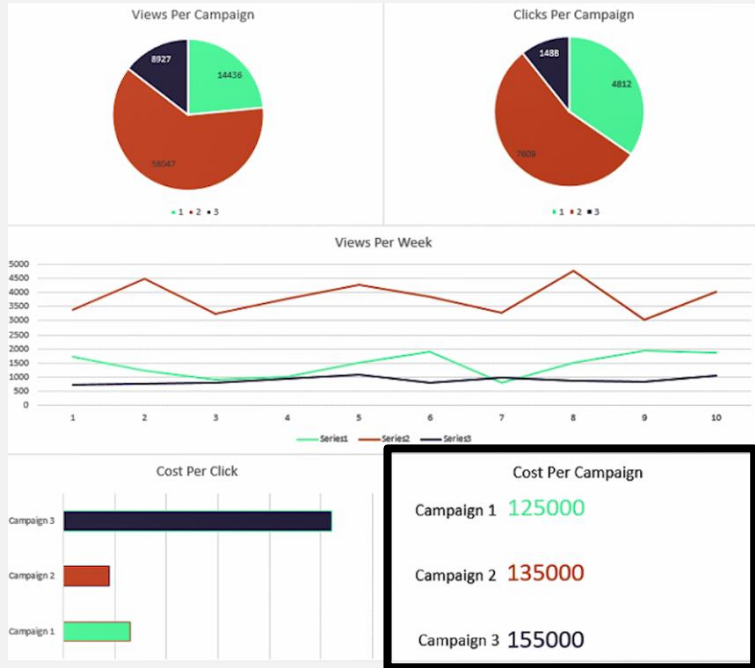 Views Per Campaign
8927
14436
38047
1 2 3
Clicks Per Campaign
1488
4812
7609
1 2 3
Views Per Week
5000
4500
4000
3500
3000
2500
2000
1500
1000
500
0
1 2 3 4 5 6 7 8 9 10
Series1 Series2 Series3
Cost Per Click
Campaign 3
Campaign 2
Campaign 1
Cost Per Campaign
Campaign 1 125000
Campaign 2 135000
Campaign 3 155000